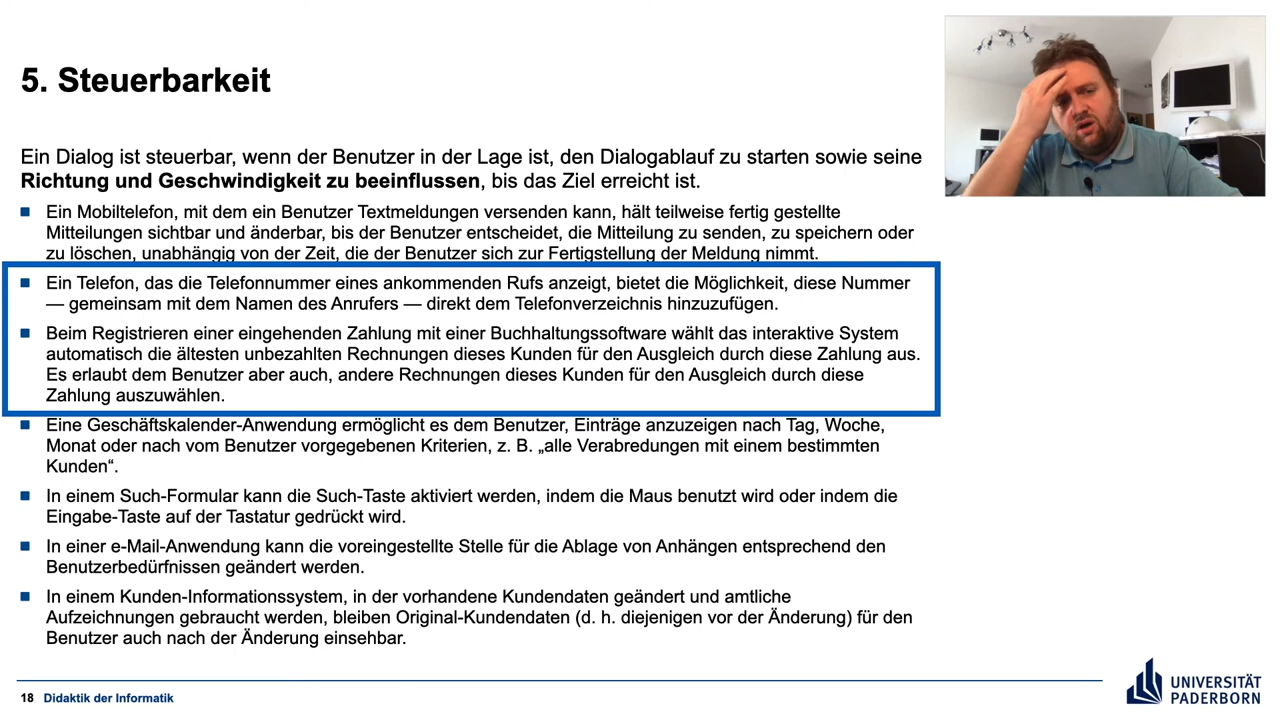 5. Steuerbarkeit
Ein Dialog ist steuerbar, wenn der Benutzer in der Lage ist, den Dialogablauf zu starten sowie seine
Richtung und Geschwindigkeit zu beeinflussen, bis das Ziel erreicht ist.
Ein Mobiltelefon, mit dem ein Benutzer Textmeldungen versenden kann, hält teilweise fertig gestellte
Mitteilungen sichtbar und änderbar, bis der Benutzer entscheidet, die Mitteilung zu senden, zu speichern oder
zu löschen, unabhängig von der Zeit, die der Benutzer sich zur Fertigstellung der Meldung nimmt.
Ein Telefon, das die Telefonnummer eines ankommenden Rufs anzeigt, bietet die Möglichkeit, diese Nummer
— gemeinsam mit dem Namen des Anrufers — direkt dem Telefonverzeichnis hinzuzufügen.
Beim Registrieren einer eingehenden Zahlung mit einer Buchhaltungssoftware wählt das interaktive System
automatisch die ältesten unbezahlten Rechnungen dieses Kunden für den Ausgleich durch diese Zahlung aus.
Es erlaubt dem Benutzer aber auch, andere Rechnungen dieses Kunden für den Ausgleich durch diese
Zahlung auszuwählen.
Eine Geschäftskalender-Anwendung ermöglicht es dem Benutzer, Einträge anzuzeigen nach Tag, Woche,
Monat oder nach vom Benutzer vorgegebenen Kriterien, z. B. „alle Verabredungen mit einem bestimmten
Kunden“.
In einem Such-Formular kann die Such-Taste aktiviert werden, indem die Maus benutzt wird oder indem die
Eingabe-Taste auf der Tastatur gedrückt wird.
In einer e-Mail-Anwendung kann die voreingestellte Stelle für die Ablage von Anhängen entsprechend den
Benutzerbedürfnissen geändert werden.
In einem Kunden-Informationssystem, in der vorhandene Kundendaten geändert und amtliche
Aufzeichnungen gebraucht werden, bleiben Original-Kundendaten (d. h. diejenigen vor der Änderung) für den
Benutzer auch nach der Änderung einsehbar.
18 Didaktik der Informatik
UNIVERSITÄT
PADERBORN